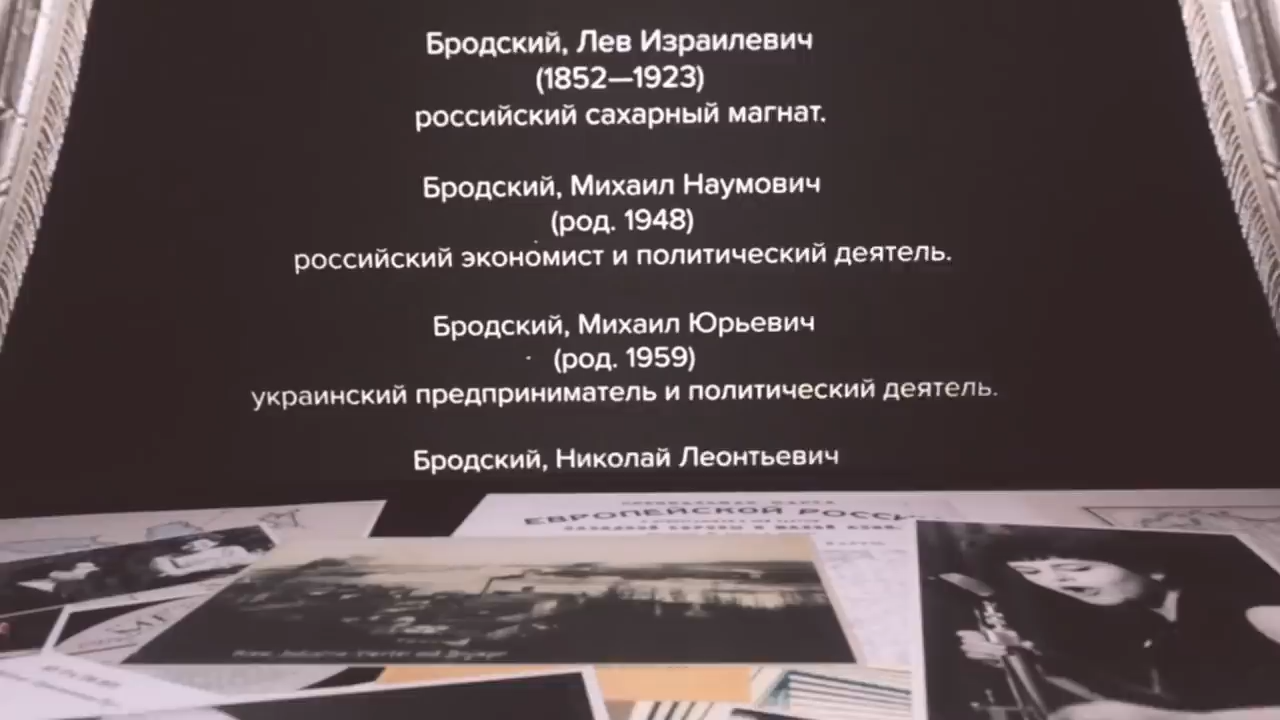 Бродский, Лев Израилевич
(1852—1923)
российский сахарный магнат.
Бродский, Михаил Наумович
(род. 1948)
российский экономист и политический деятель.
Бродский, Михаил Юрьевич
(род. 1959)
украинский предприниматель и политический деятель.
Бродский, Николай Леонтьевич
ЕВРОПЕЙСКОЙ